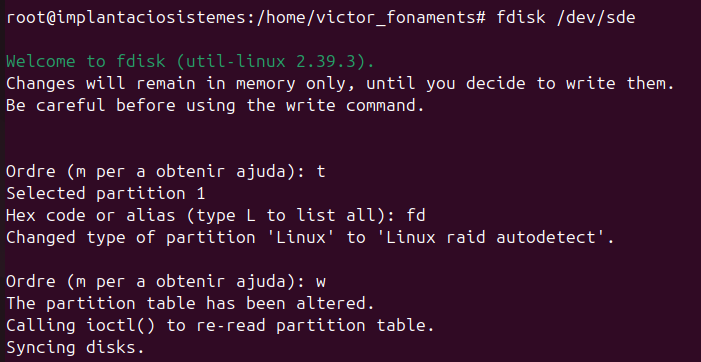 root@implantaciosistemes:/home/victor_fonaments# fdisk /dev/sde
Welcome to fdisk (util-linux 2.39.3).
Changes will remain in memory only, until you decide to write them.
Be careful before using the write command.
Ordre (m per a obtenir ajuda): t
Selected partition 1
Hex code or alias (type L to list all): fd
Changed type of partition 'Linux' to 'Linux raid autodetect'.
Ordre (m per a obtenir ajuda): w
The partition table has been altered.
Calling ioctl() to re-read partition table.
Syncing disks.